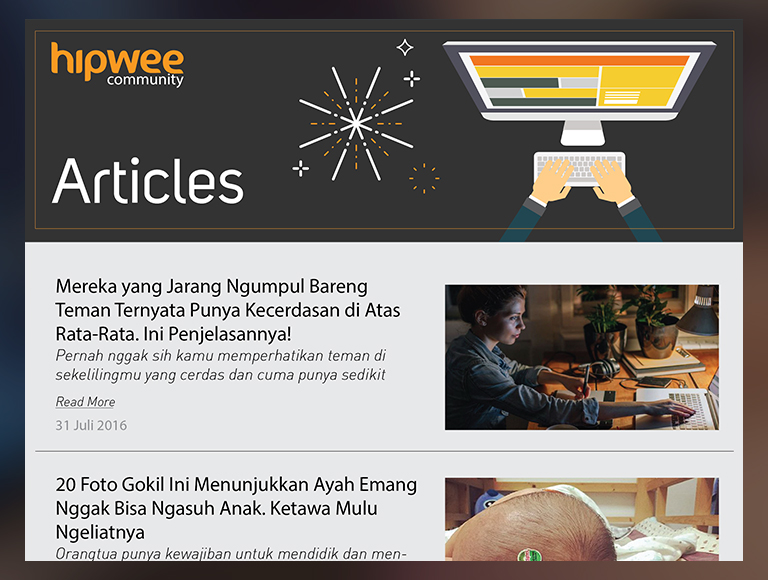 hipwee
community
Articles
Mereka yang Jarang Ngumpul Bareng
Teman Ternyata Punya Kecerdasan di Atas
Rata-Rata. Ini Penjelasannya!
Pernah nggak sih kamu memperhatikan teman di
sekelilingmu yang cerdas dan cuma punya sedikit
Read More
31 Juli 2016
20 Foto Gokil Ini Menunjukkan Ayah Emang
Nggak Bisa Ngasuh Anak. Ketawa Mulu
Ngeliatnya
Orangtua punya kewajiban untuk mendidik dan men-